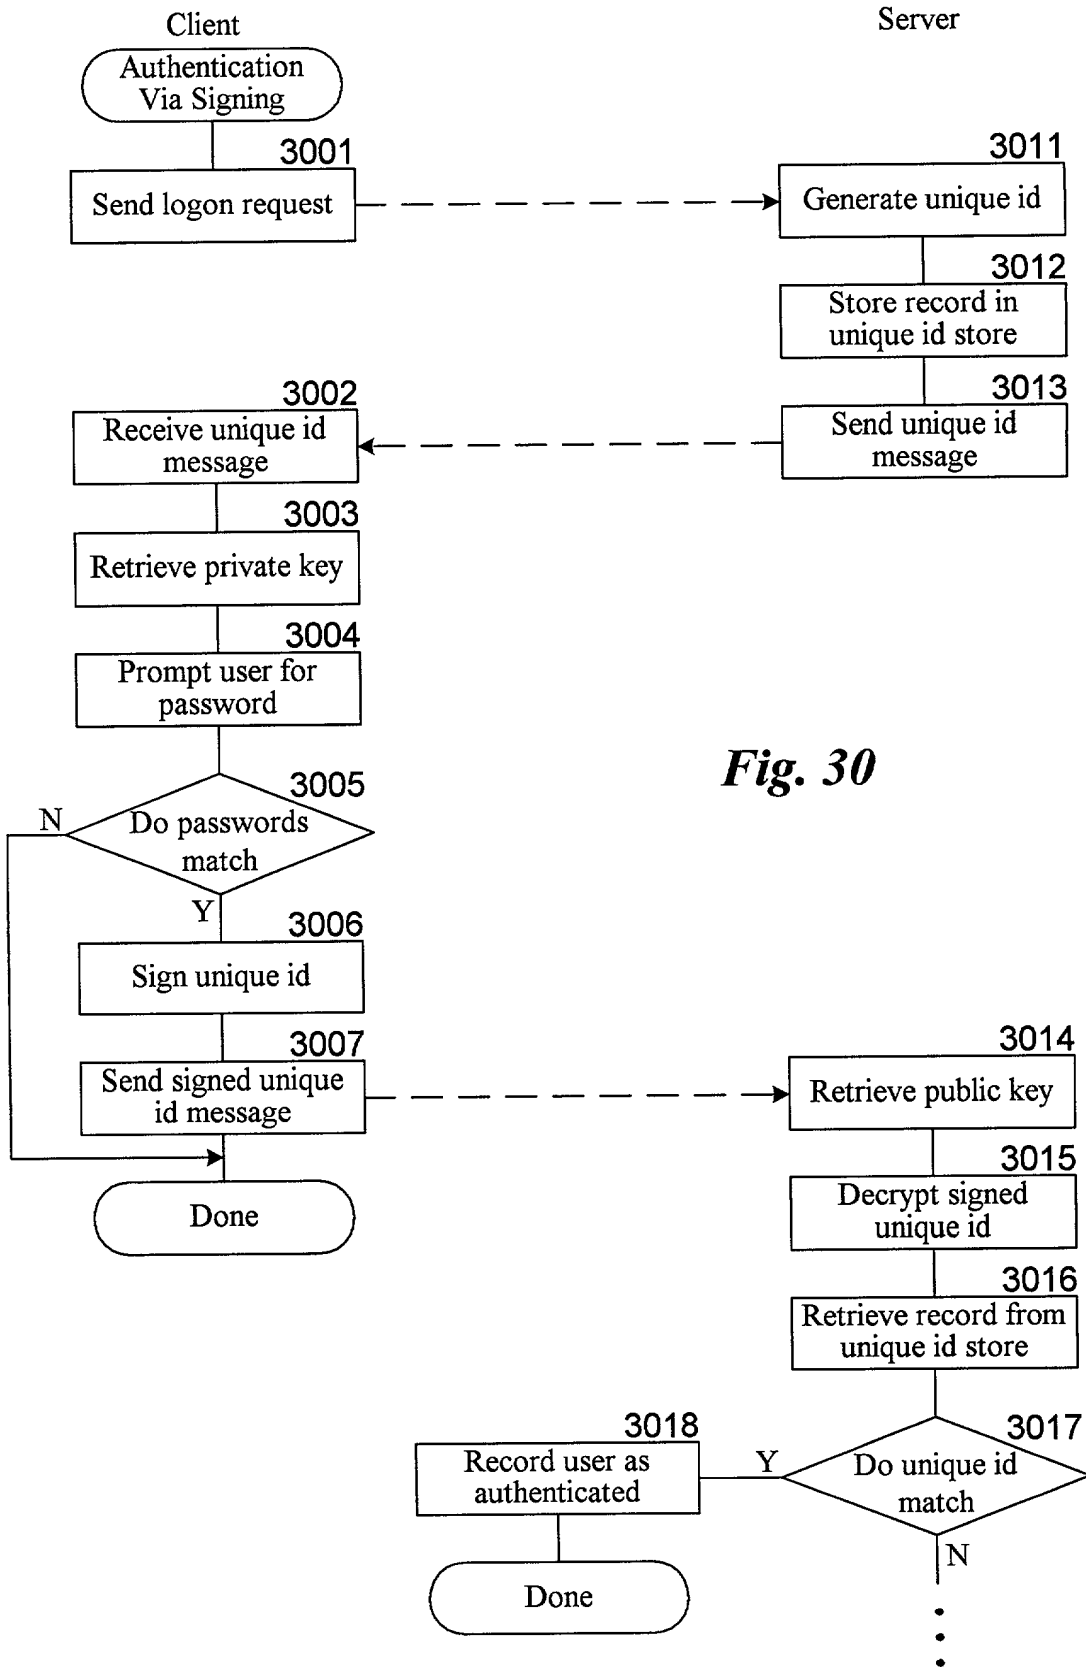 Client
Server
Authentication
Via Signing
3001
Send logon request
3011
Generate unique id
3012
Store record in
unique id store
3013
Send unique id
message
3002
Receive unique id
message
3003
Retrieve private key
3004
Prompt user for
password
Fig. 30
3005
Do passwords
match
N
Y
3006
Sign unique id
3007
Send signed unique
id message
Done
3014
Retrieve public key
3015
Decrypt signed
unique id
3016
Retrieve record from
unique id store
3017
Do unique id
match
Y
N
3018
Record user as
authenticated
Done